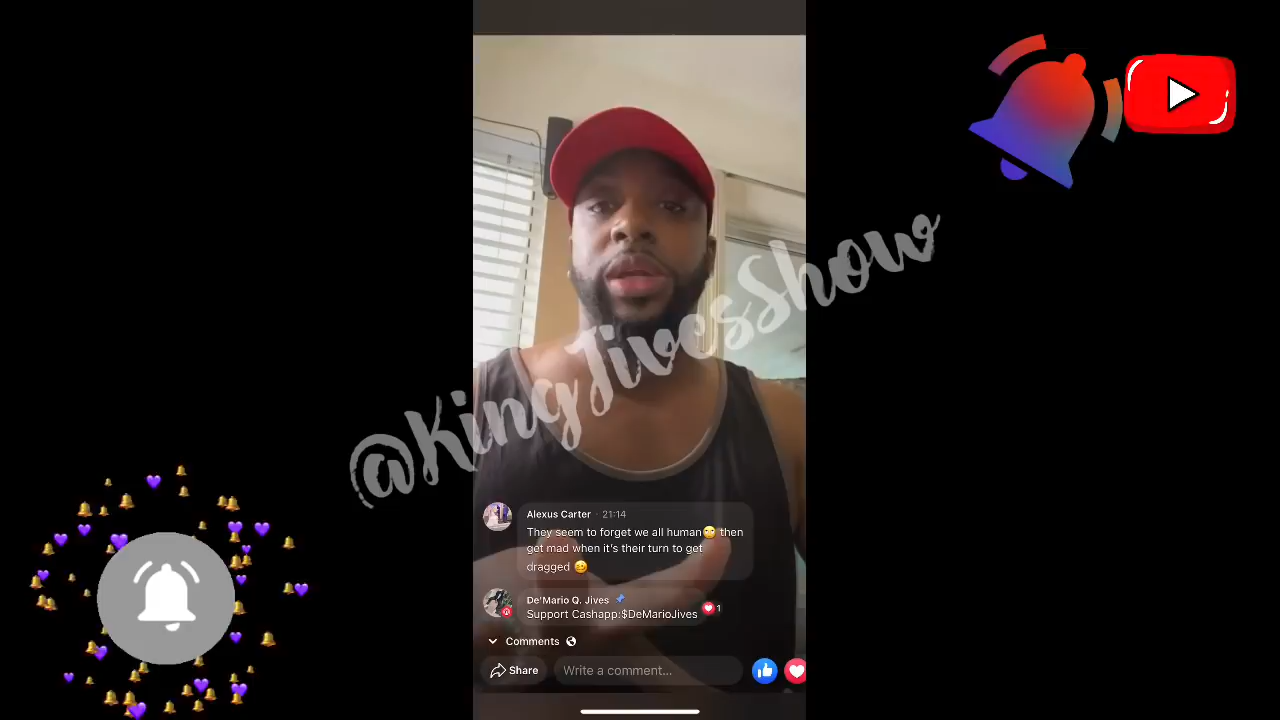 @KingJivesShow
Alexus Carter · 21:14
They seem to forget we all human🙄 then
get mad when it's their turn to get
dragged 🥴
De'Mario Q. Jives 📌
Support Cashapp:$DeMarioJives ❤️ 1
Comments
Share
Write a comment...